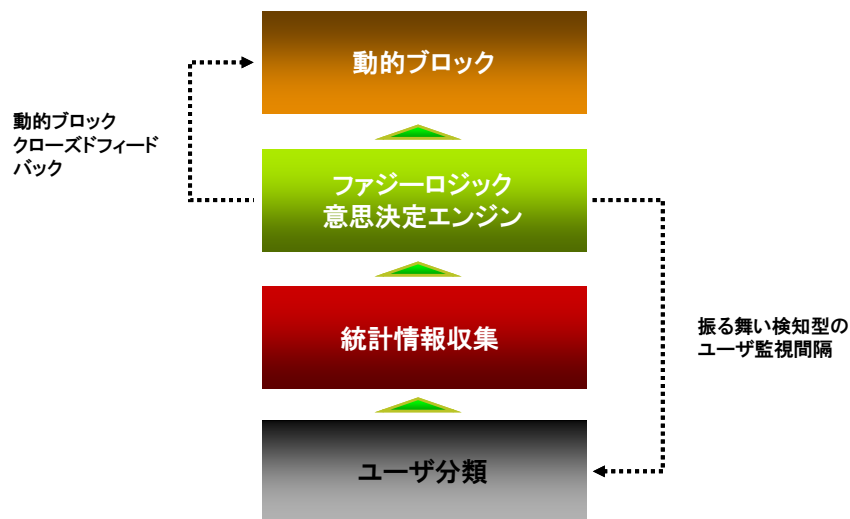 動的ブロック
動的ブロック
クローズドフィード
バック
ファジーロジック
意思決定エンジン
統計情報収集
振る舞い検知型の
ユーザ監視間隔
ユーザ分類